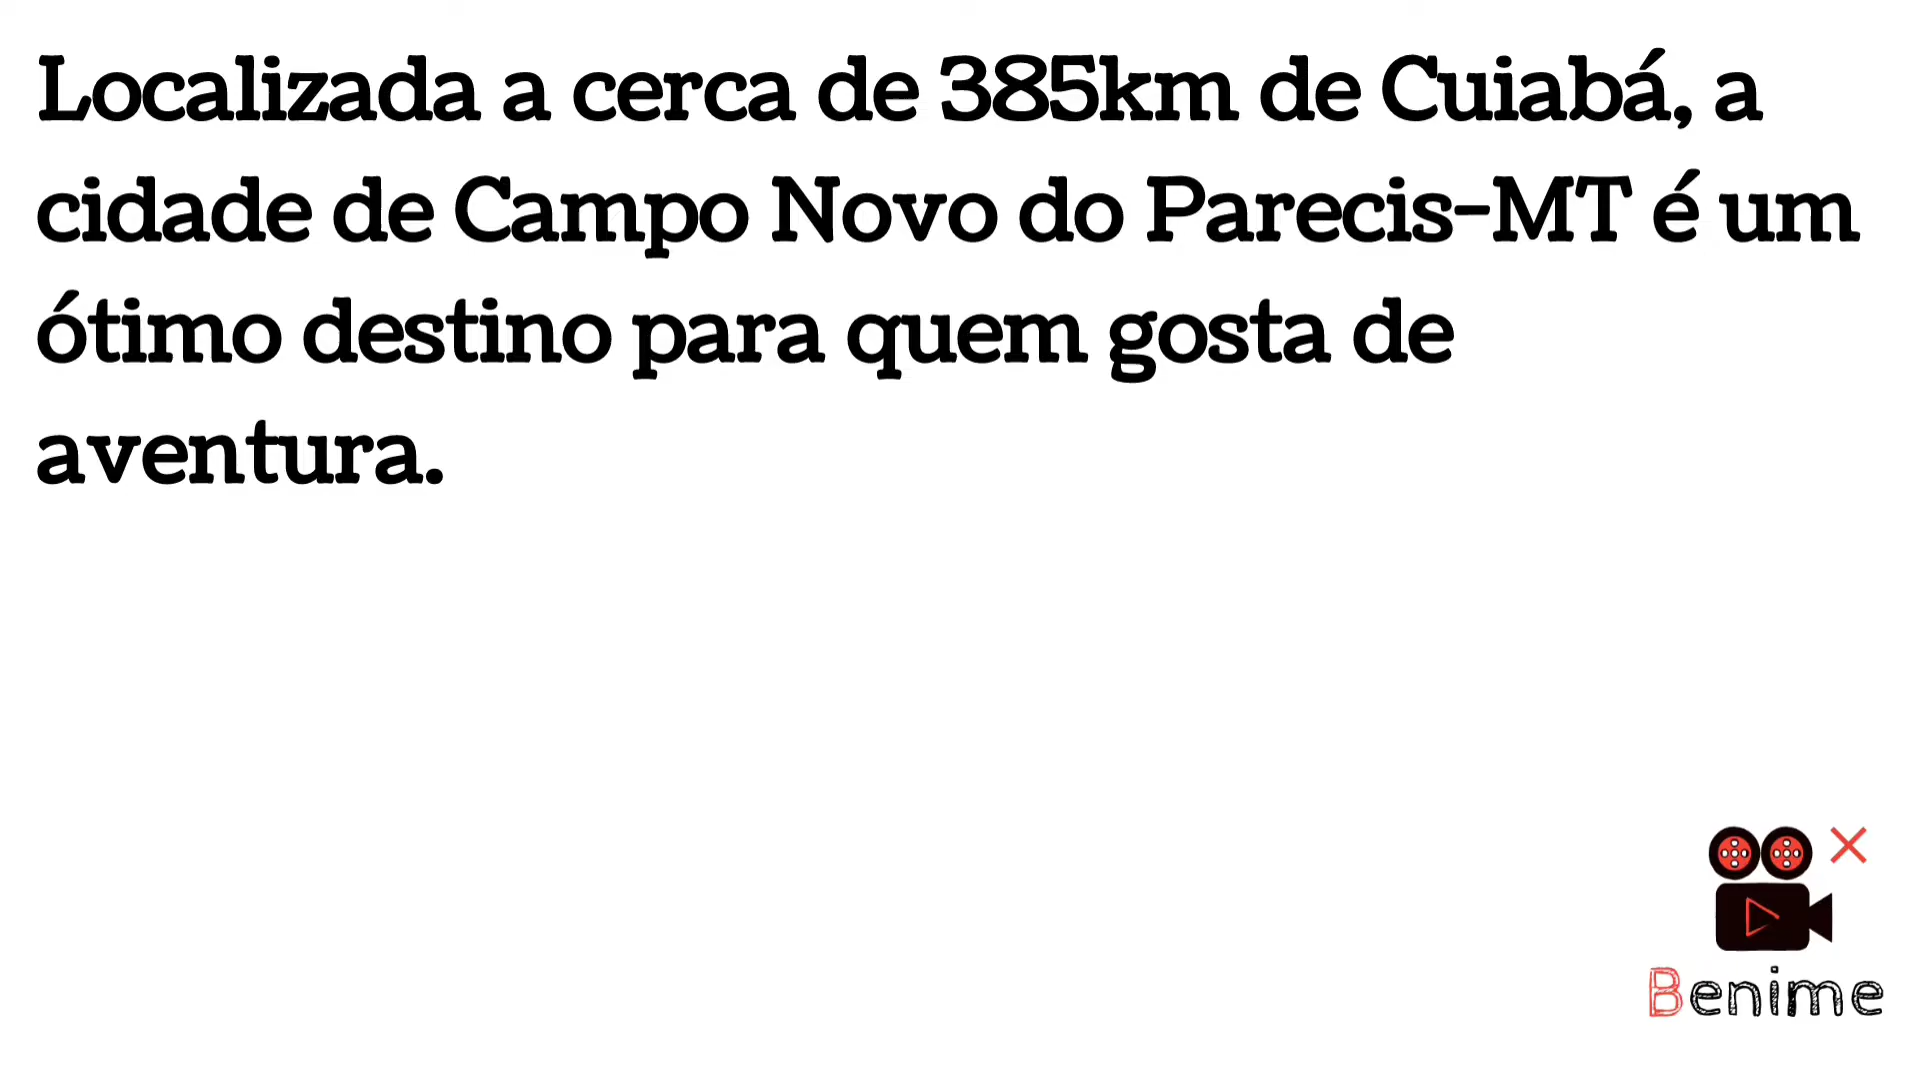 Localizada a cerca de 385km de Cuiabá, a
cidade de Campo Novo do Parecis-MT é um
ótimo destino para quem gosta de
aventura.
Benime